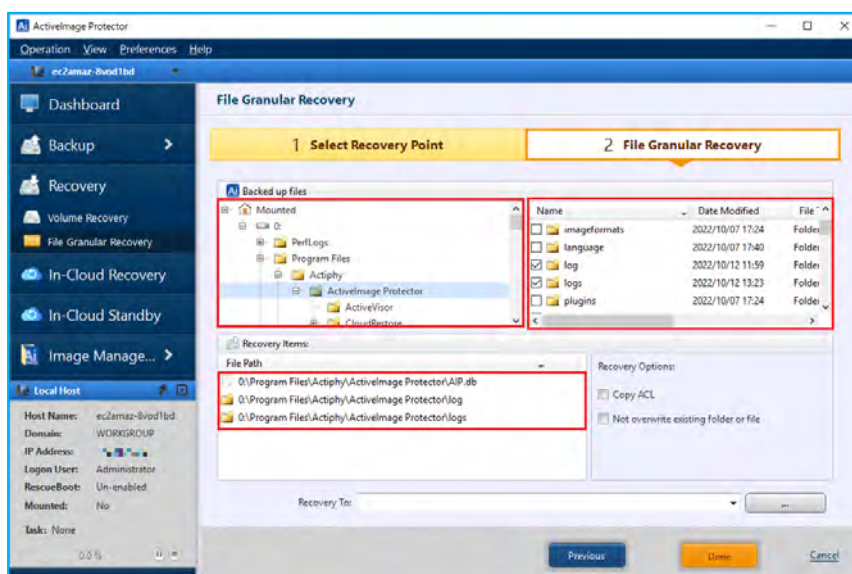 Ai ActiveImage Protector
Operation View Preferences Help
ec2amaz-8vod1bd
Dashboard
Backup
Recovery
Volume Recovery
File Granular Recovery
In-Cloud Recovery
In-Cloud Standby
Image Manage...
Local Host
Host Name: ec2amaz-8vod1bd
Domain: WORKGROUP
IP Address:
Logon User: Administrator
RescueBoot: Un-enabled
Mounted: No
Task: None
0.0 %
File Granular Recovery
1 Select Recovery Point
2 File Granular Recovery
Ai Backed up files
Mounted
0:
PerfLogs
Program Files
Actiphy
ActiveImage Protector
ActiveVisor
CloudRestore
Name Date Modified File
imageformats 2022/10/07 17:24 Folder
language 2022/10/07 17:40 Folder
log 2022/10/12 11:59 Folder
logs 2022/10/12 13:23 Folder
plugins 2022/10/07 17:24 Folder
Recovery Items:
File Path
0:\Program Files\Actiphy\ActiveImage Protector\AIP.db
0:\Program Files\Actiphy\ActiveImage Protector\log
0:\Program Files\Actiphy\ActiveImage Protector\logs
Recovery Options:
Copy ACL
Not overwrite existing folder or file
Recovery To:
...
Previous
Done
Cancel